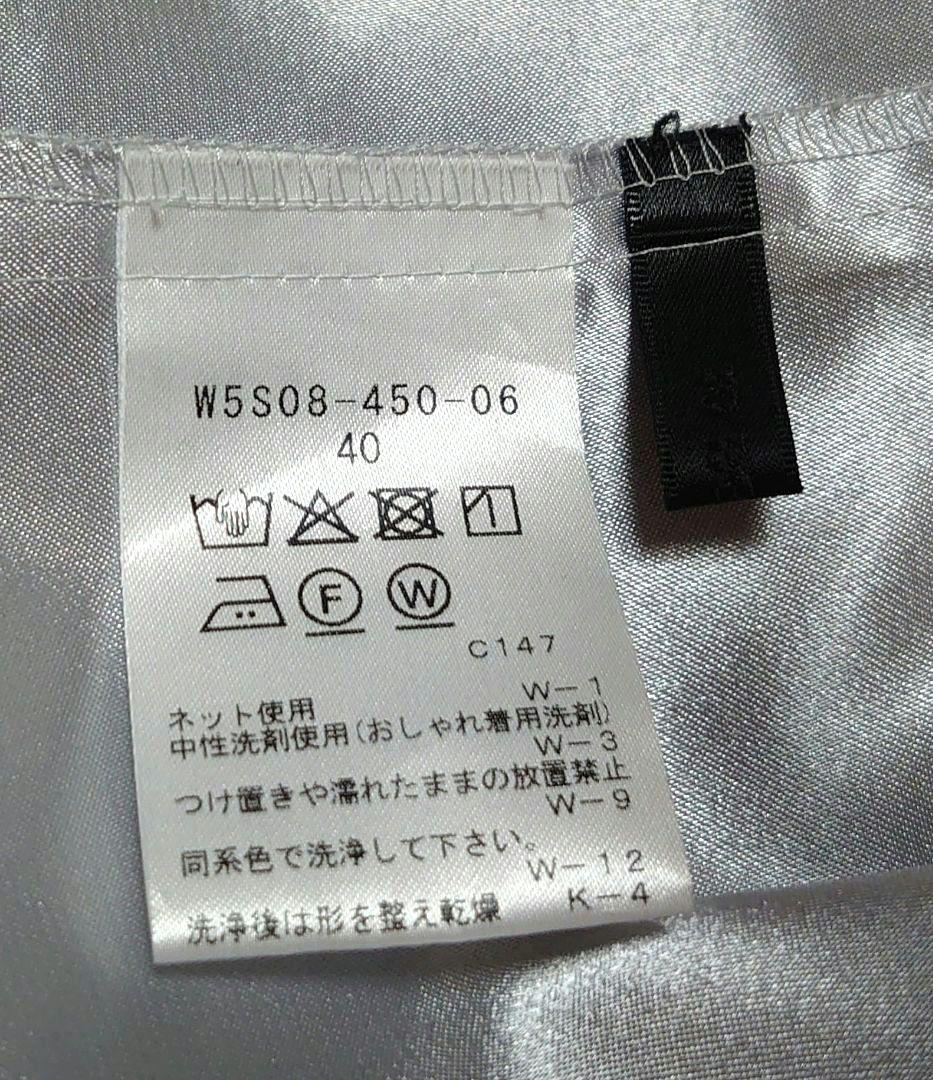 W5S08-450-06
40
F W
C147
W-1
ネット使用
中性洗剤使用(おしゃれ着用洗剤)
W-3
つけ置きや濡れたままの放置禁止
W-9
同系色で洗浄して下さい。
W-12
K-4
洗浄後は形を整え乾燥